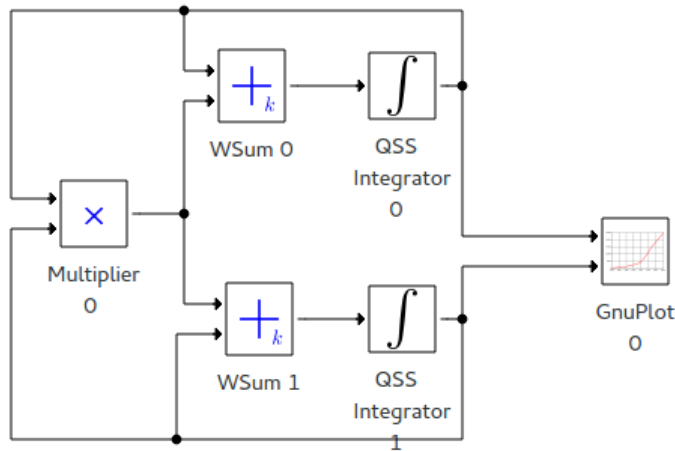 k
WSum 0
QSS
Integrator
0
×
Multiplier
0
k
WSum 1
QSS
Integrator
1
GnuPlot
0